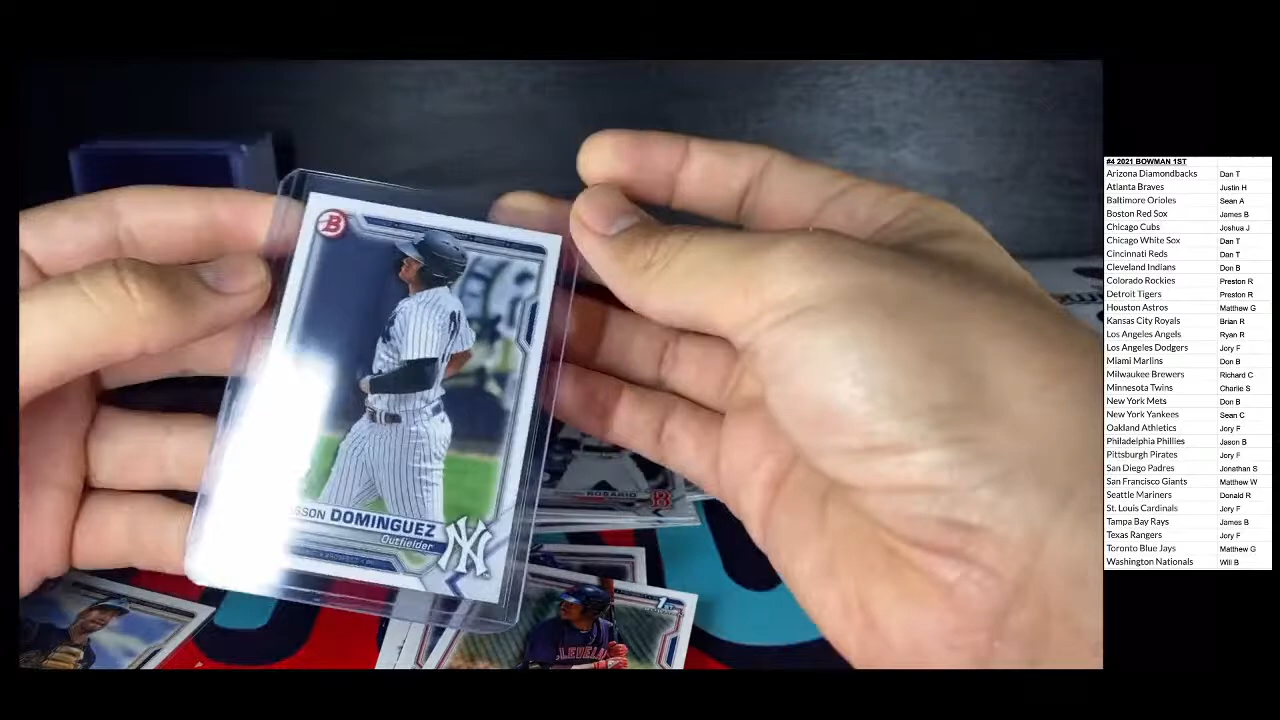 B
SSON DOMINGUEZ
Outfielder
NY
ROSARIO
B
1ST
CLEVELA
#4 2021 BOWMAN 1ST
Arizona Diamondbacks Dan T
Atlanta Braves Justin H
Baltimore Orioles Sean A
Boston Red Sox James B
Chicago Cubs Joshua J
Chicago White Sox Dan T
Cincinnati Reds Dan T
Cleveland Indians Don B
Colorado Rockies Preston R
Detroit Tigers Preston R
Houston Astros Matthew G
Kansas City Royals Brian R
Los Angeles Angels Ryan R
Los Angeles Dodgers Jory F
Miami Marlins Don B
Milwaukee Brewers Richard C
Minnesota Twins Charlie S
New York Mets Don B
New York Yankees Sean C
Oakland Athletics Jory F
Philadelphia Phillies Jason B
Pittsburgh Pirates Jory F
San Diego Padres Jonathan S
San Francisco Giants Matthew W
Seattle Mariners Donald R
St. Louis Cardinals Jory F
Tampa Bay Rays James B
Texas Rangers Jory F
Toronto Blue Jays Matthew G
Washington Nationals Will B